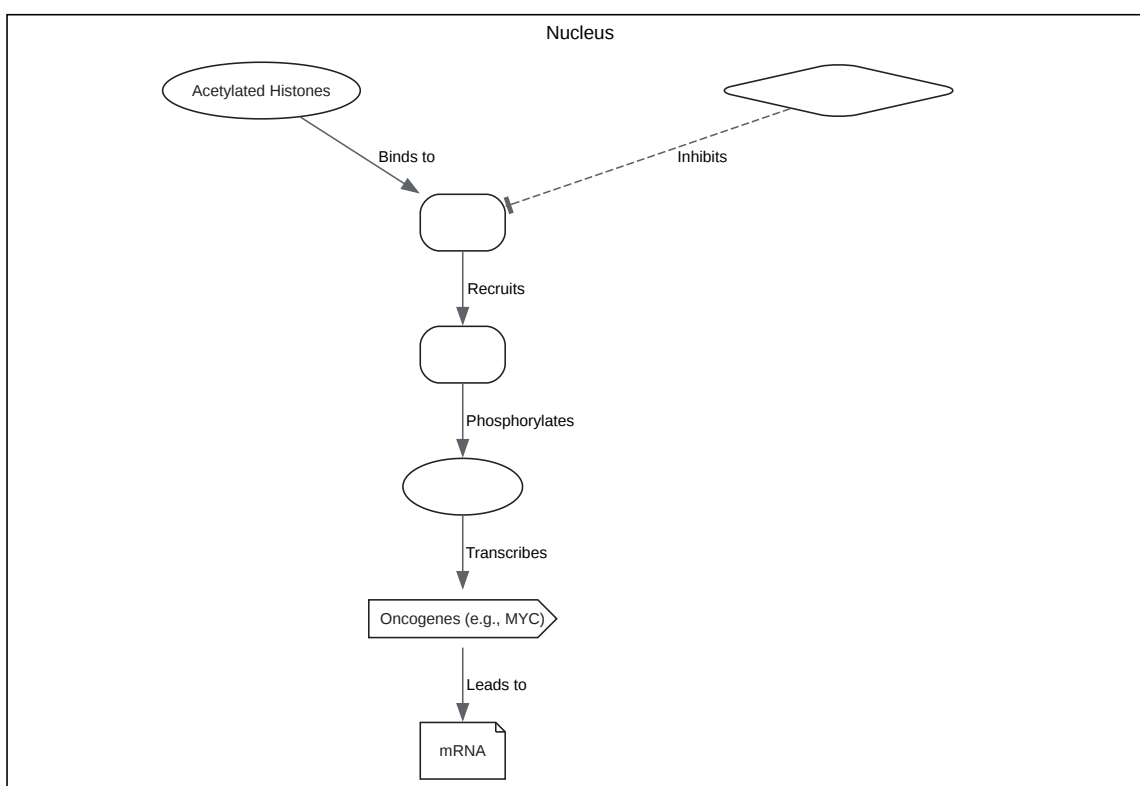 Nucleus
Acetylated Histones
Binds to
Inhibits
Recruits
Phosphorylates
Transcribes
Oncogenes (e.g., MYC)
Leads to
mRNA